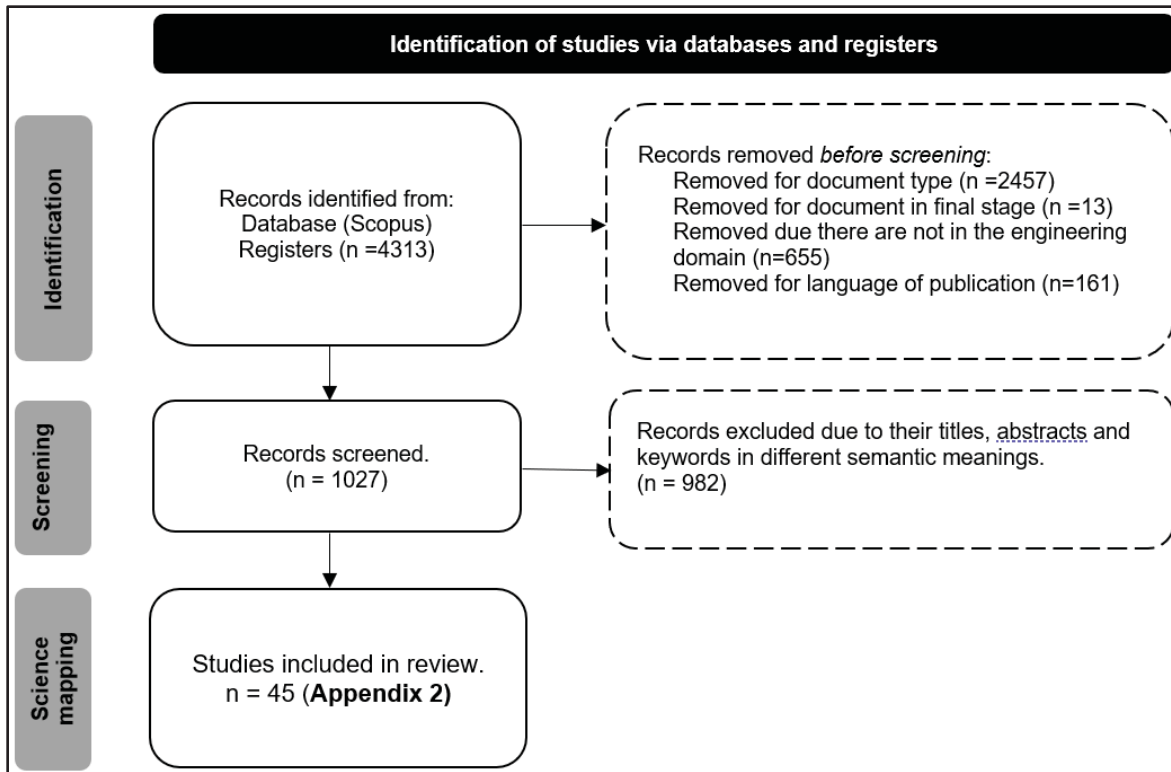 Identification of studies via databases and registers
Identification
Records identified from:
Database (Scopus)
Registers (n =4313)
Records removed before screening:
Removed for document type (n =2457)
Removed for document in final stage (n =13)
Removed due there are not in the engineering
domain (n=655)
Removed for language of publication (n=161)
Screening
Records screened.
(n = 1027)
Records excluded due to their titles, abstracts and
keywords in different semantic meanings.
(n = 982)
Science
mapping
Studies included in review.
n = 45 (Appendix 2)